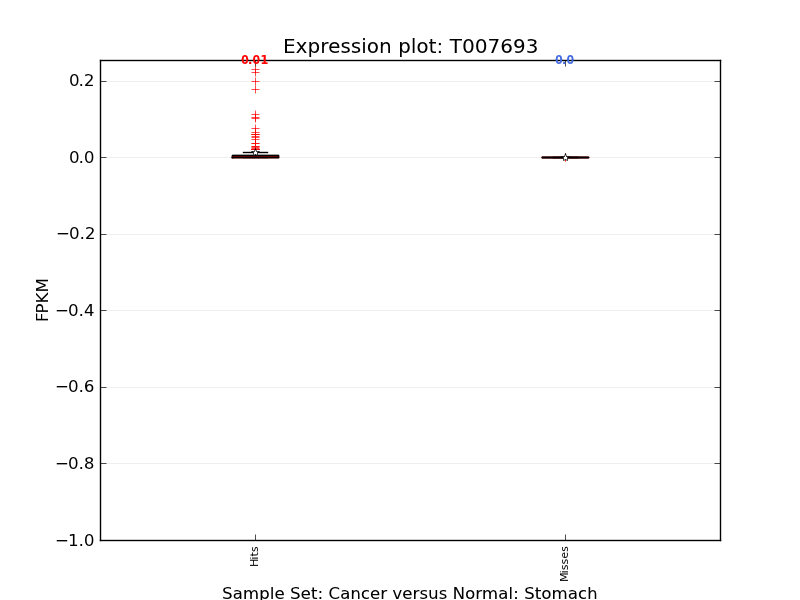 Expression plot: T007693
0.01
0.0
0.2
0.0
−0.2
−0.4
−0.6
−0.8
−1.0
FPKM
Hits
Misses
Sample Set: Cancer versus Normal: Stomach